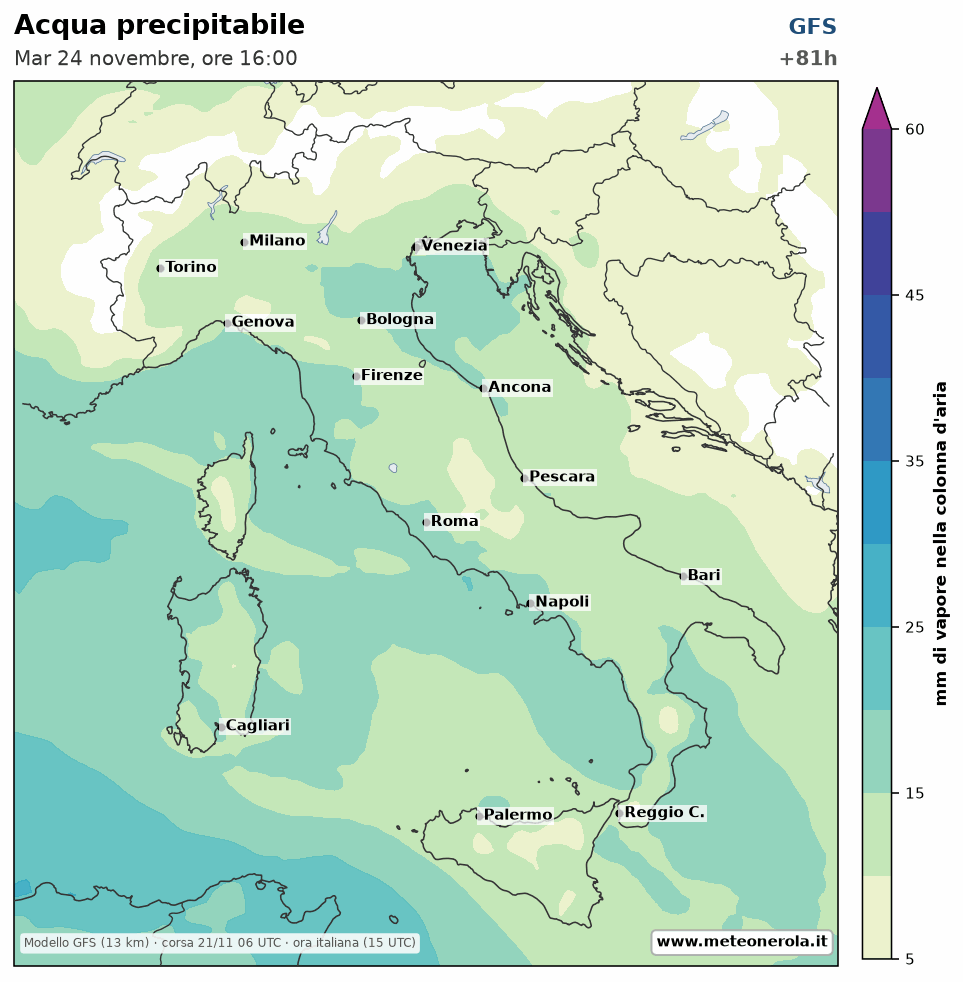 Acqua precipitabile
GFS
Mar 24 novembre, ore 16:00
+81h
Milano
Venezia
Torino
Genova
Bologna
Firenze
Ancona
Pescara
Roma
Bari
Napoli
Cagliari
Palermo
Reggio C.
60
45
35
25
15
5
mm di vapore nella colonna d'aria
Modello GFS (13 km) · corsa 21/11 06 UTC · ora italiana (15 UTC)
www.meteonerola.it